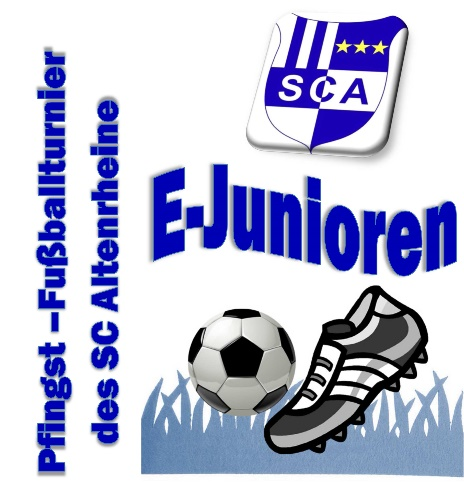 Pfingst –Fußballturnier
des SC Altenrheine
SCA
E-Junioren